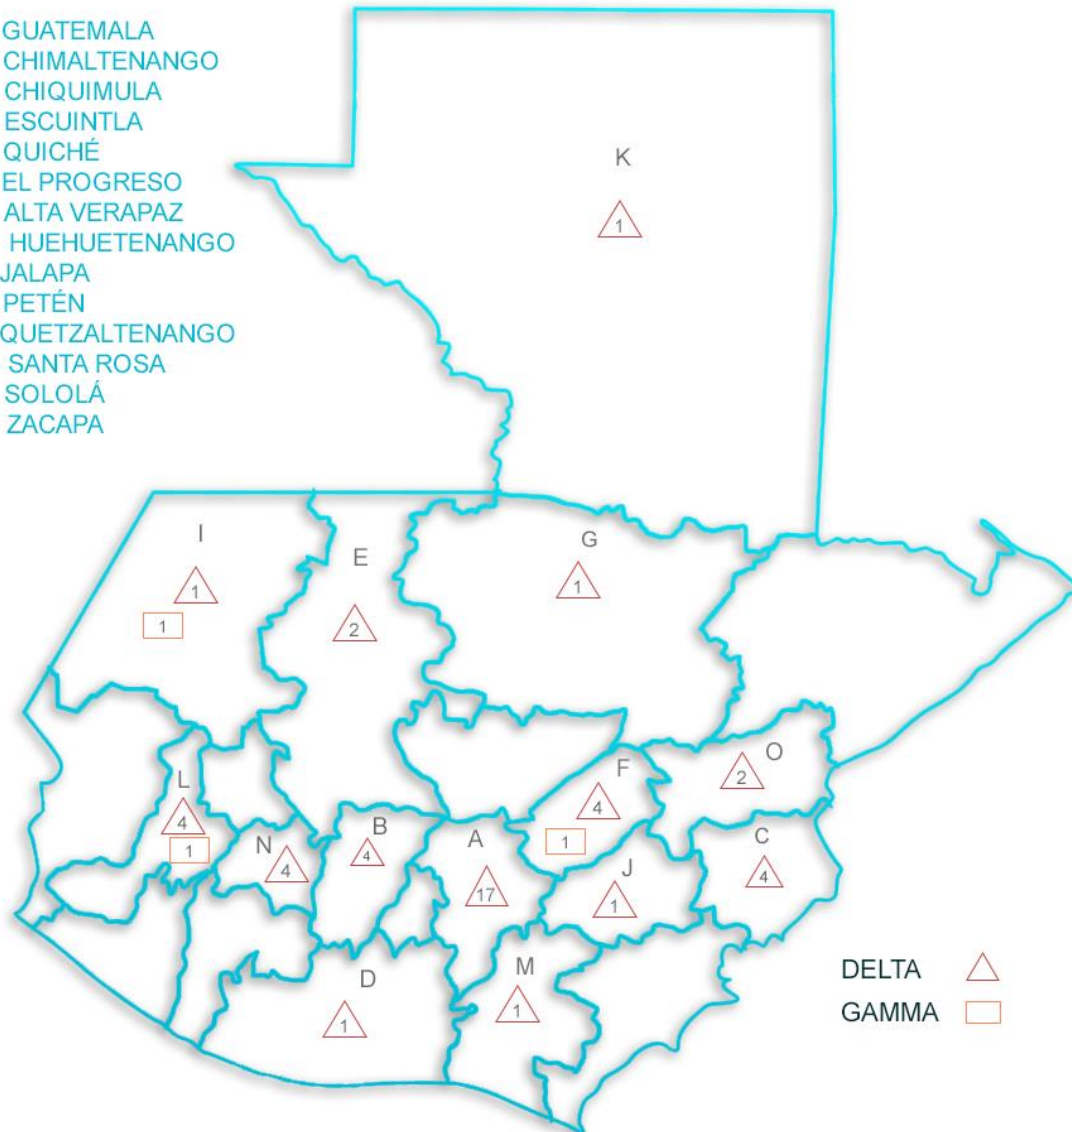 GUATEMALA
CHIMALTENANGO
CHIQUIMULA
ESCUINTLA
QUICHÉ
EL PROGRESO
ALTA VERAPAZ
HUEHUETENANGO
JALAPA
PETÉN
QUETZALTENANGO
SANTA ROSA
SOLOLÁ
ZACAPA
K
1
I
1
1
E
2
G
1
L
4
1
N
4
B
4
A
17
F
4
1
O
2
C
4
J
1
D
1
M
1
DELTA
GAMMA